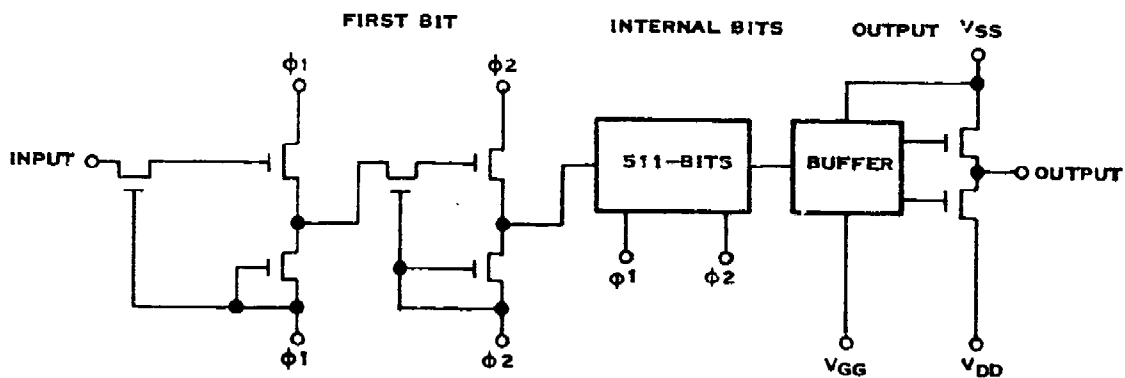 FIRST BIT
INTERNAL BITS
OUTPUT
VSS
ϕ1
ϕ2
INPUT
511-BITS
BUFFER
OUTPUT
ϕ1
ϕ2
ϕ1
ϕ2
VGG
VDD